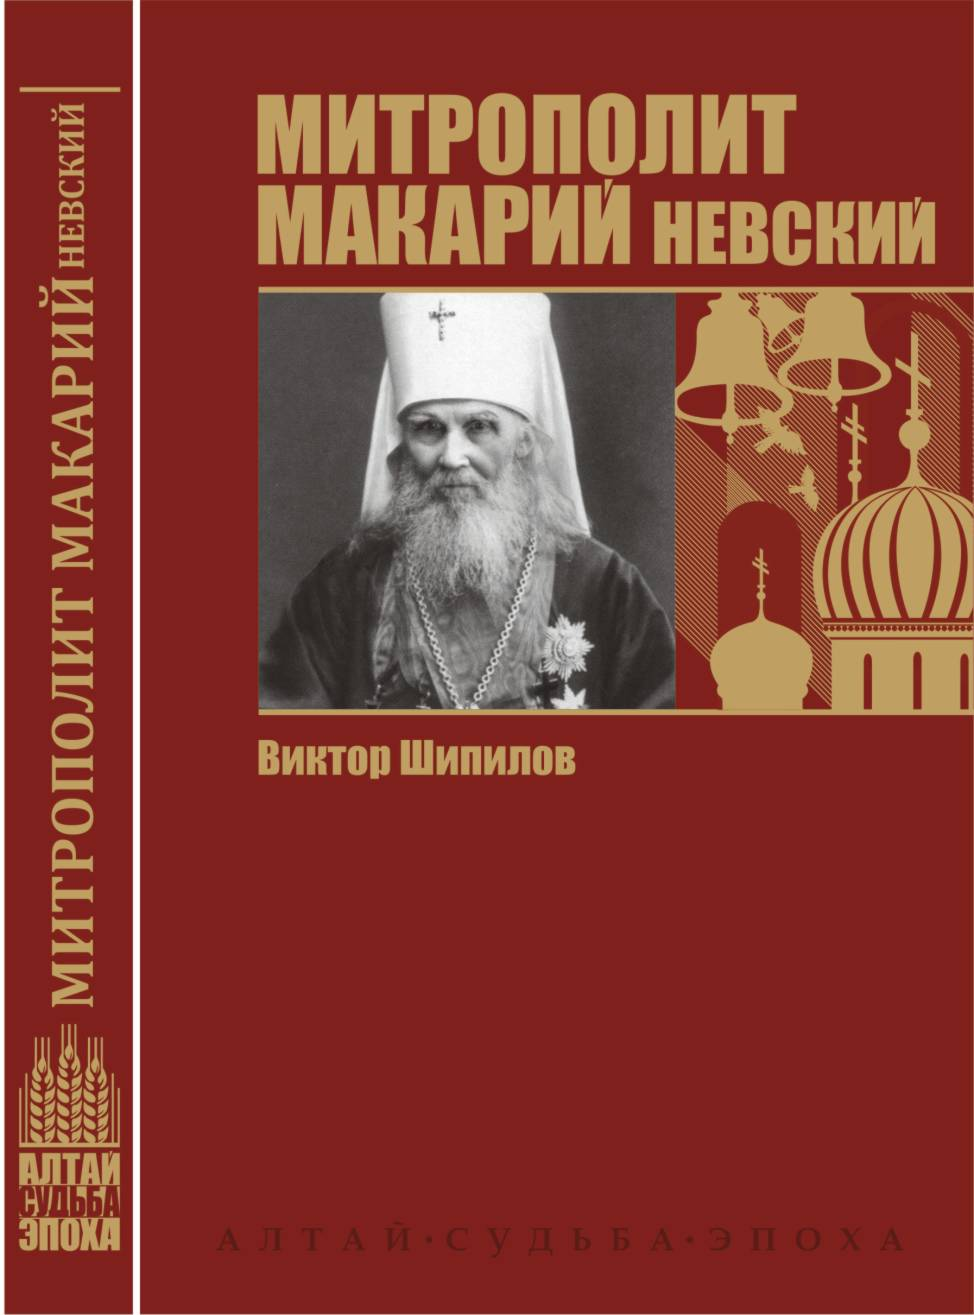 МИТРОПОЛИТ МАКАРИЙ НЕВСКИЙ
АЛТАЙ
СУДЬБА
ЭПОХА
МИТРОПОЛИТ
МАКАРИЙ НЕВСКИЙ
Виктор Шипилов
АЛТАЙ·СУДЬБА·ЭПОХА